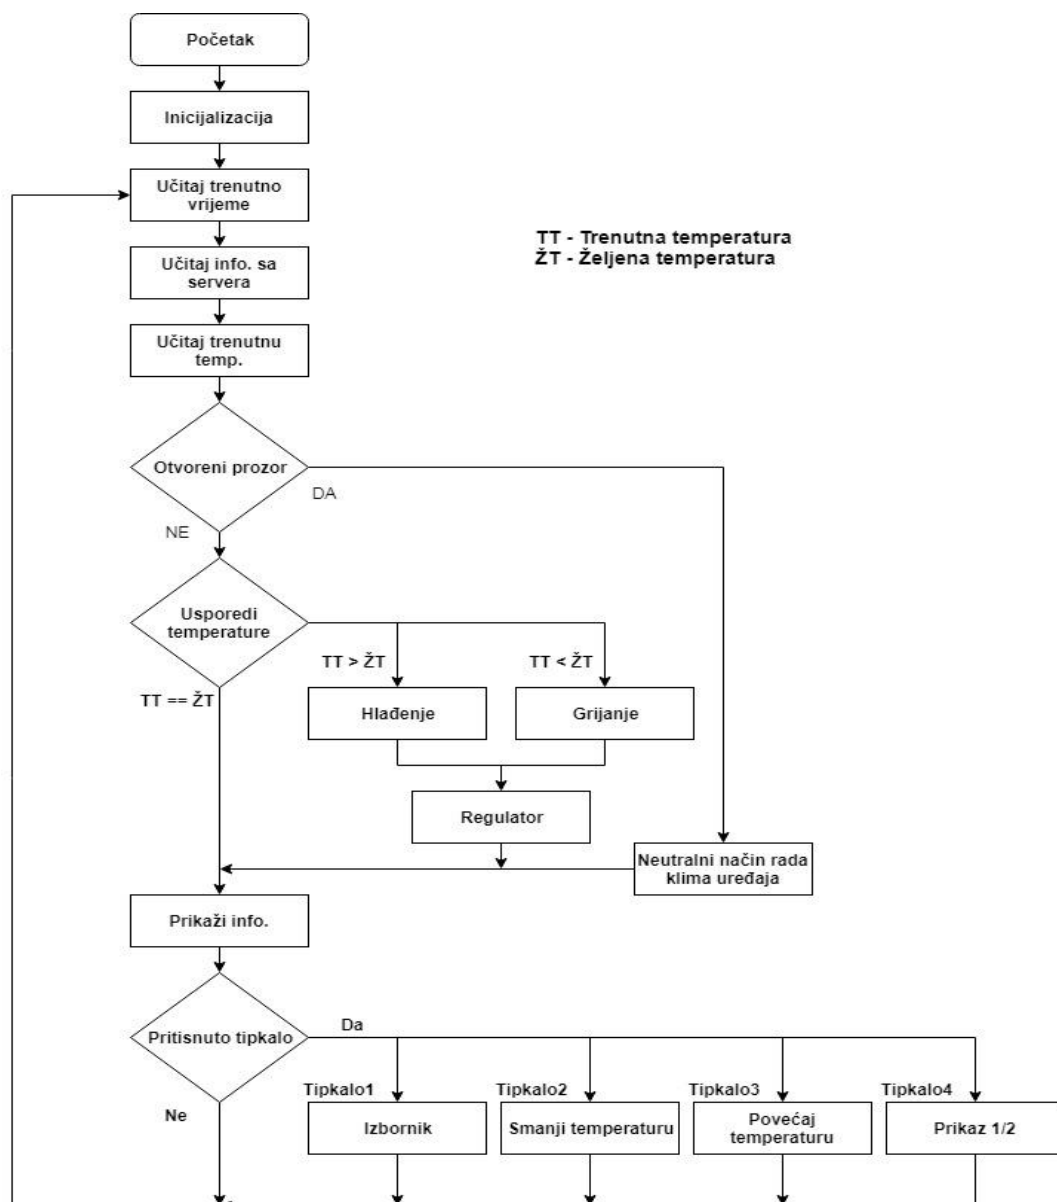 Početak
Inicijalizacija
Učitaj trenutno
vrijeme
TT - Trenutna temperatura
ŽT - Željena temperatura
Učitaj info. sa
servera
Učitaj trenutnu
temp.
Otvoreni prozor
DA
NE
Usporedi
temperature
TT > ŽT
TT < ŽT
TT == ŽT
Hlađenje
Grijanje
Regulator
Neutralni način rada
klima uređaja
Prikaži info.
Pritisnuto tipkalo
Da
Ne
Tipkalo1
Tipkalo2
Tipkalo3
Tipkalo4
Izbornik
Smanji temperaturu
Povećaj
temperaturu
Prikaz 1/2